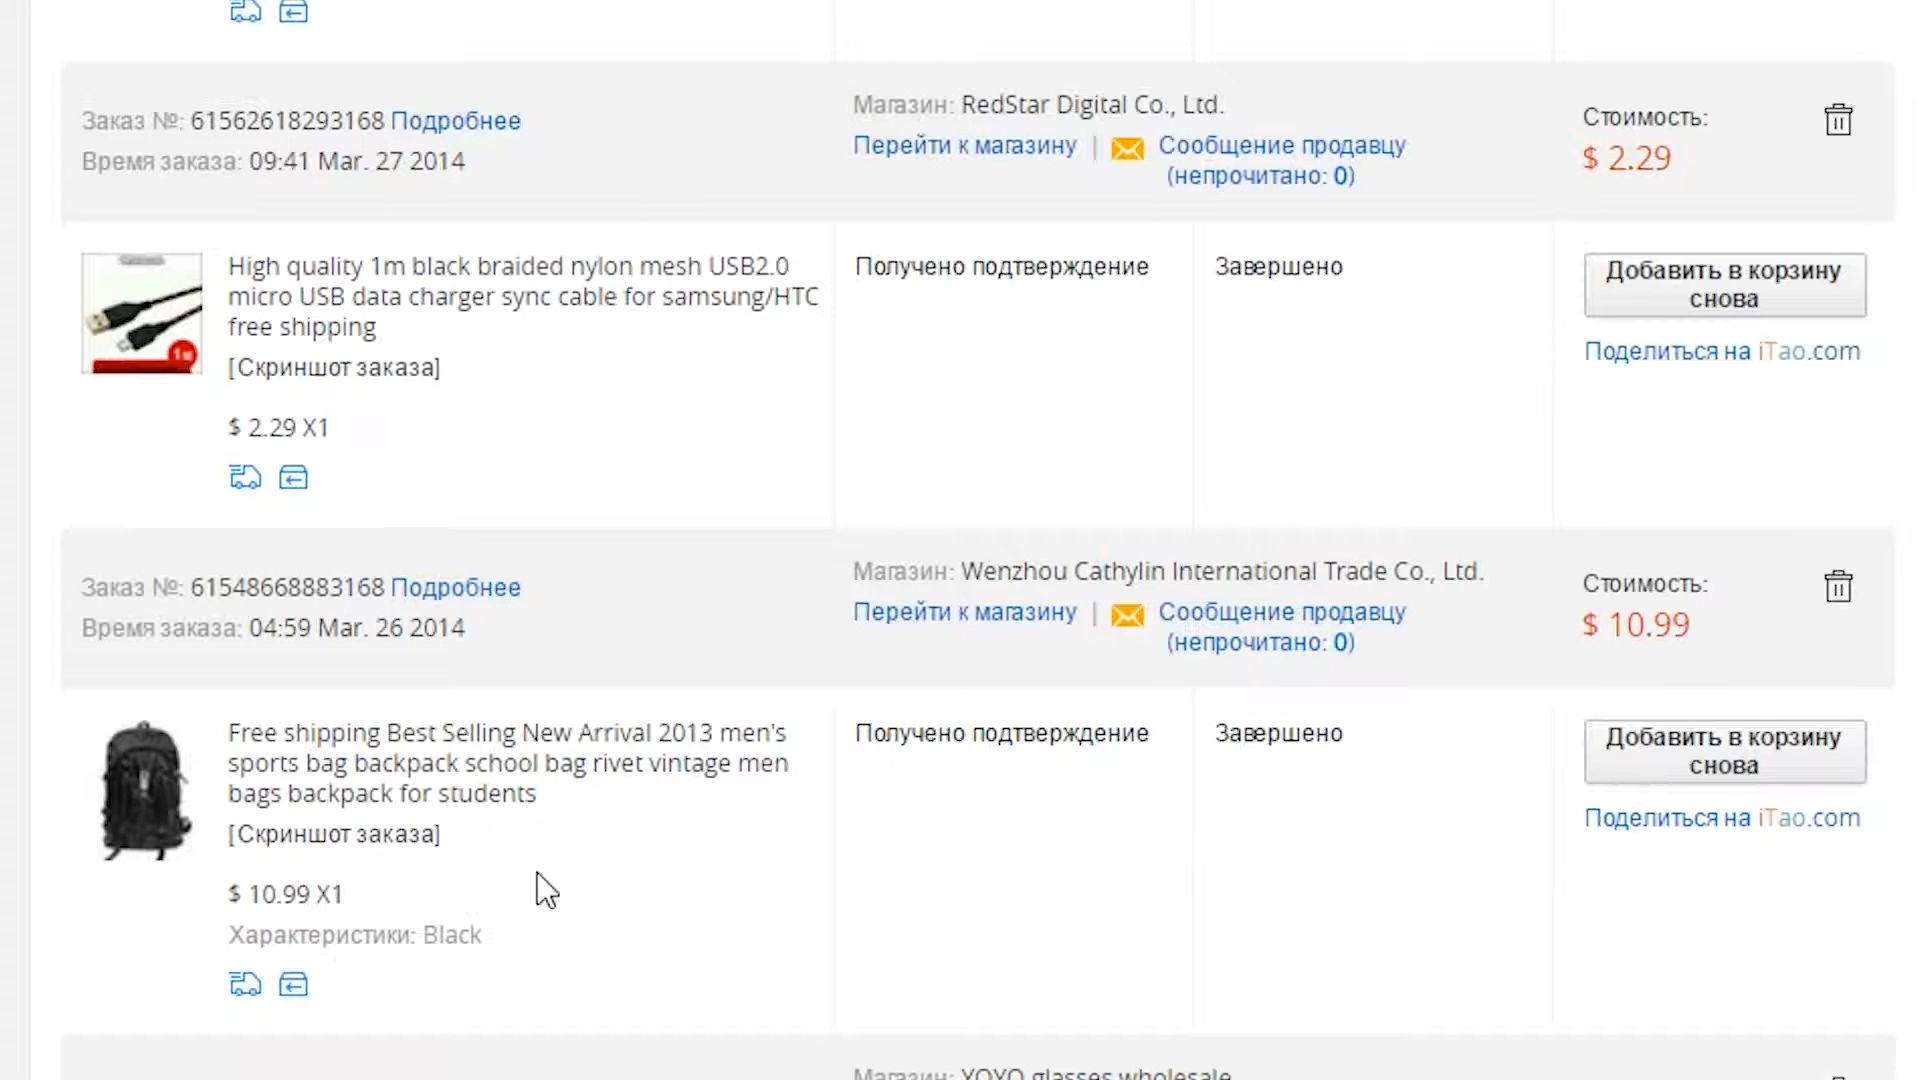 Заказ №: 61562618293168 Подробнее
Время заказа: 09:41 Mar. 27 2014
Магазин: RedStar Digital Co., Ltd.
Перейти к магазину | Сообщение продавцу
(непрочитано: 0)
Стоимость:
$ 2.29
High quality 1m black braided nylon mesh USB2.0
micro USB data charger sync cable for samsung/HTC
free shipping
[Скриншот заказа]
$ 2.29 X1
Получено подтверждение
Завершено
Добавить в корзину
снова
Поделиться на iTao.com
Заказ №: 61548668883168 Подробнее
Время заказа: 04:59 Mar. 26 2014
Магазин: Wenzhou Cathylin International Trade Co., Ltd.
Перейти к магазину | Сообщение продавцу
(непрочитано: 0)
Стоимость:
$ 10.99
Free shipping Best Selling New Arrival 2013 men's
sports bag backpack school bag rivet vintage men
bags backpack for students
[Скриншот заказа]
$ 10.99 X1
Характеристики: Black
Получено подтверждение
Завершено
Добавить в корзину
снова
Поделиться на iTao.com
Магазин: YOYO glasses wholesale